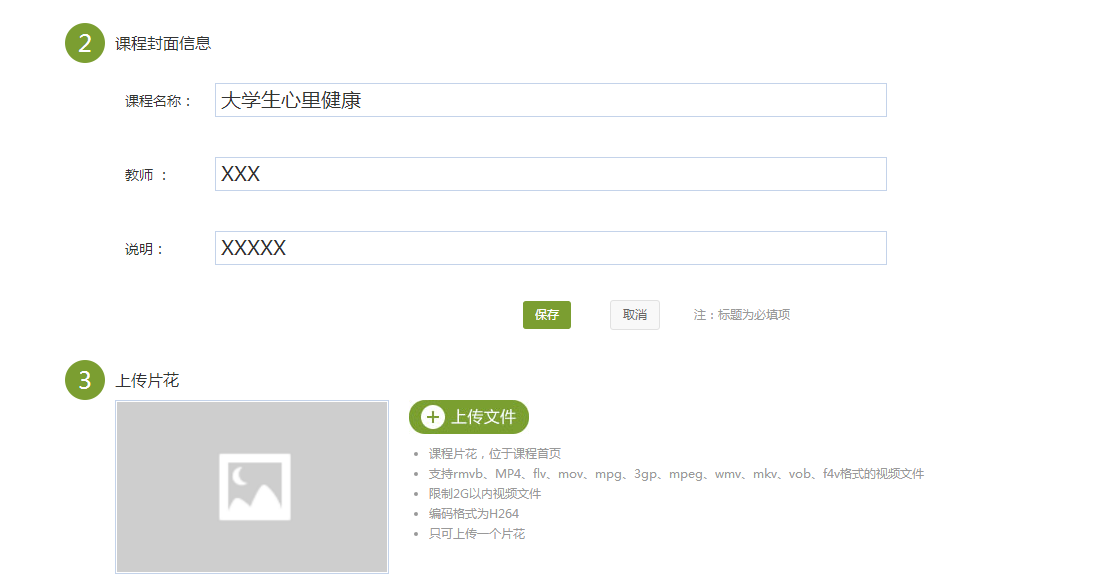 2 课程封面信息
课程名称： 大学生心里健康
教师 ： XXX
说明： XXXXX
保存 取消 注：标题为必填项
3 上传片花
上传文件
课程片花，位于课程首页
支持rmvb、MP4、flv、mov、mpg、3gp、mpeg、wmv、mkv、vob、f4v格式的视频文件
限制2G以内视频文件
编码格式为H264
只可上传一个片花